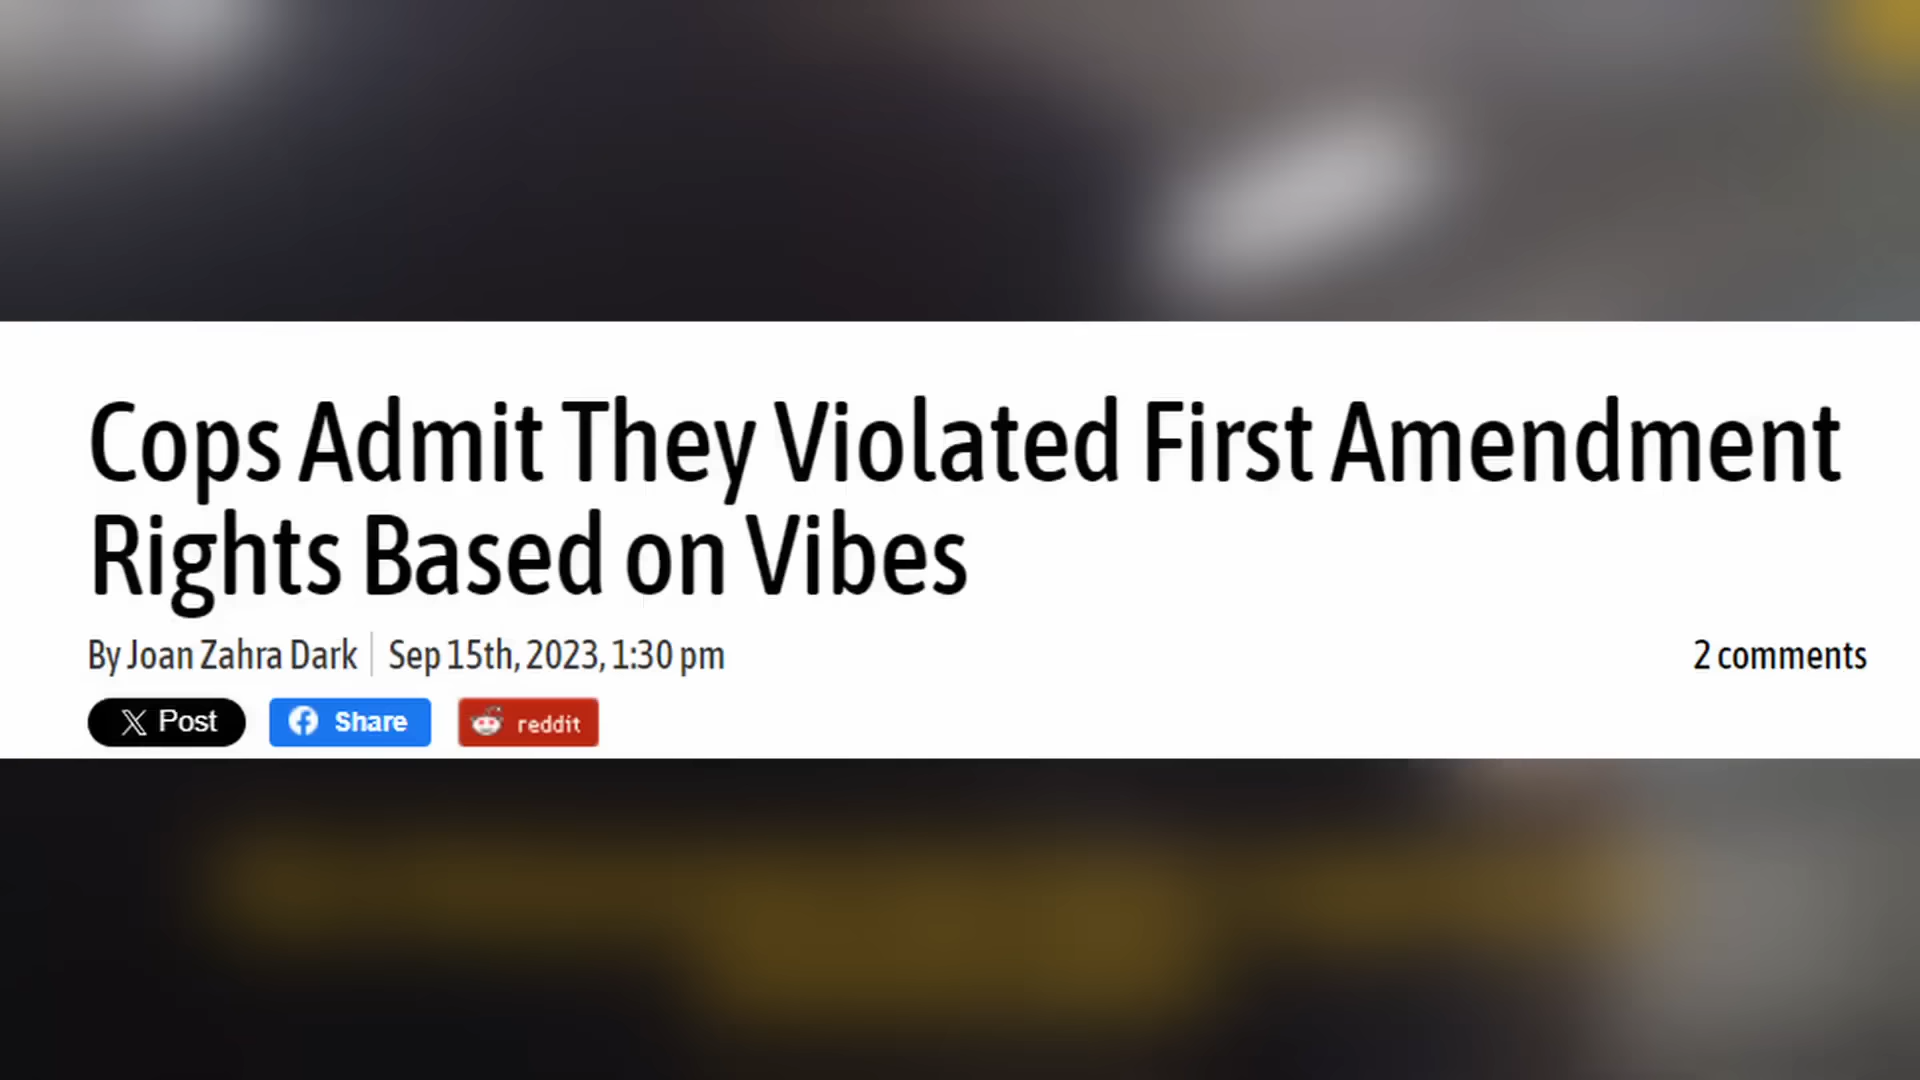 Cops Admit They Violated First Amendment
Rights Based on Vibes
By Joan Zahra Dark | Sep 15th, 2023, 1:30 pm
2 comments
X Post
Share
reddit